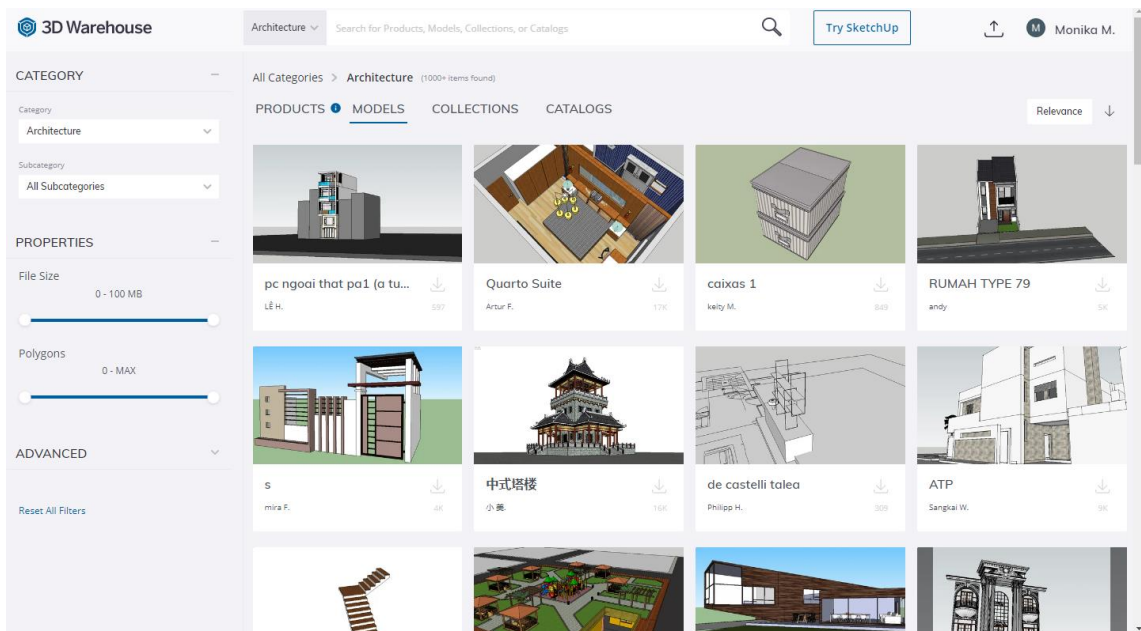 3D Warehouse
Architecture
Search for Products, Models, Collections, or Catalogs
Try SketchUp
M
Monika M.
CATEGORY
Category
Architecture
Subcategory
All Subcategories
PROPERTIES
File Size
0 - 100 MB
Polygons
0 - MAX
ADVANCED
Reset All Filters
All Categories > Architecture (1000+ items found)
PRODUCTS i MODELS COLLECTIONS CATALOGS
Relevance
pc ngoai that pa1 (a tu...
LÊ H. 597
Quarto Suite
Artur F. 17K
caixas 1
keity M. 849
RUMAH TYPE 79
andy 5K
s
mira F. 4K
中式塔楼
小 美. 16K
de castelli talea
Philipp H. 309
ATP
Sangkai W. 9K